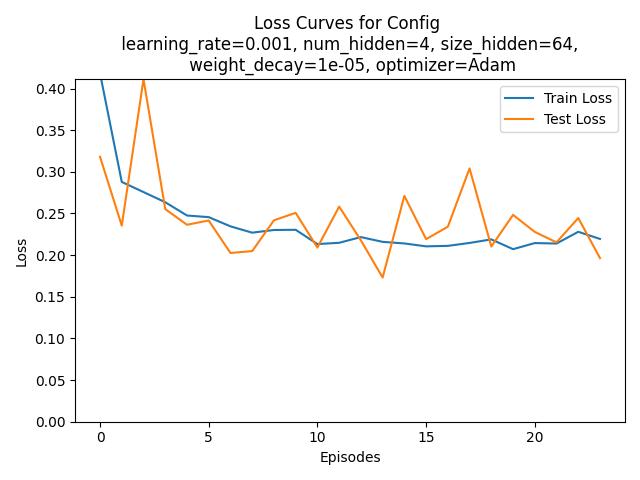 Loss Curves for Config
learning_rate=0.001, num_hidden=4, size_hidden=64,
weight_decay=1e-05, optimizer=Adam
Train Loss
Test Loss
0.40
0.35
0.30
0.25
0.20
0.15
0.10
0.05
0.00
Loss
0 5 10 15 20
Episodes